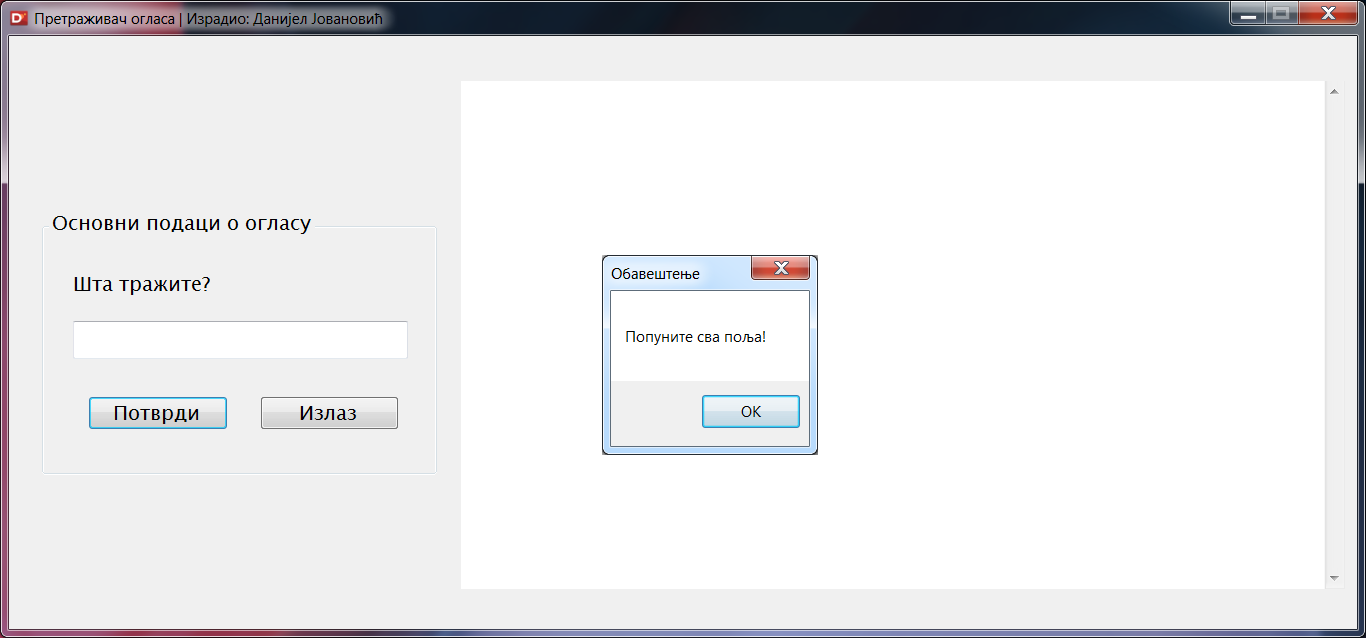 Претраживач огласа | Израдио: Данијел Јовановић
Основни подаци о огласу
Шта тражите?
Потврди
Излаз
Обавештење
Попуните сва поља!
OK